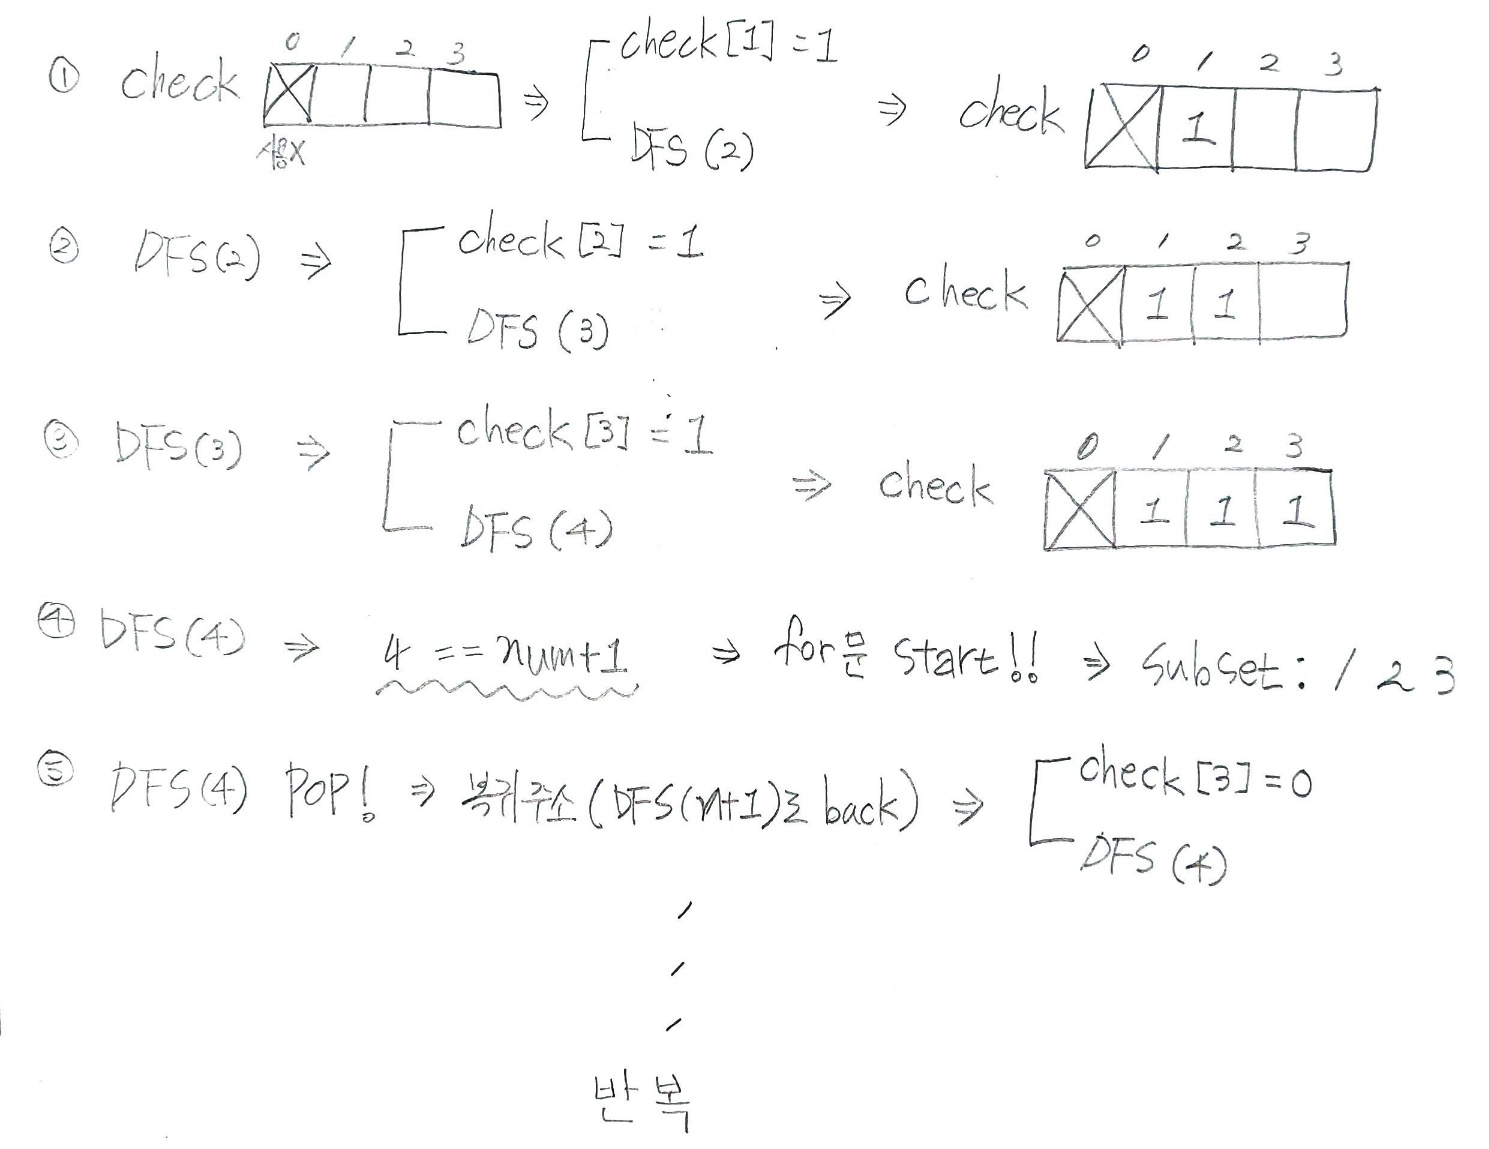 0 1 2 3
① check ⇒ check[1] = 1 ⇒ check
사용X DFS(2)
0 1 2 3
1
② DFS(2) ⇒ check[2] = 1 ⇒ check
DFS(3)
0 1 2 3
1 1
③ DFS(3) ⇒ check[3] = 1 ⇒ check
DFS(4)
0 1 2 3
1 1 1
④ DFS(4) ⇒ 4 == num+1 ⇒ for문 start!! ⇒ subset : 1 2 3
⑤ DFS(4) POP! ⇒ 복귀주소(DFS(n+1)로 back) ⇒ check[3] = 0
DFS(4)
반복